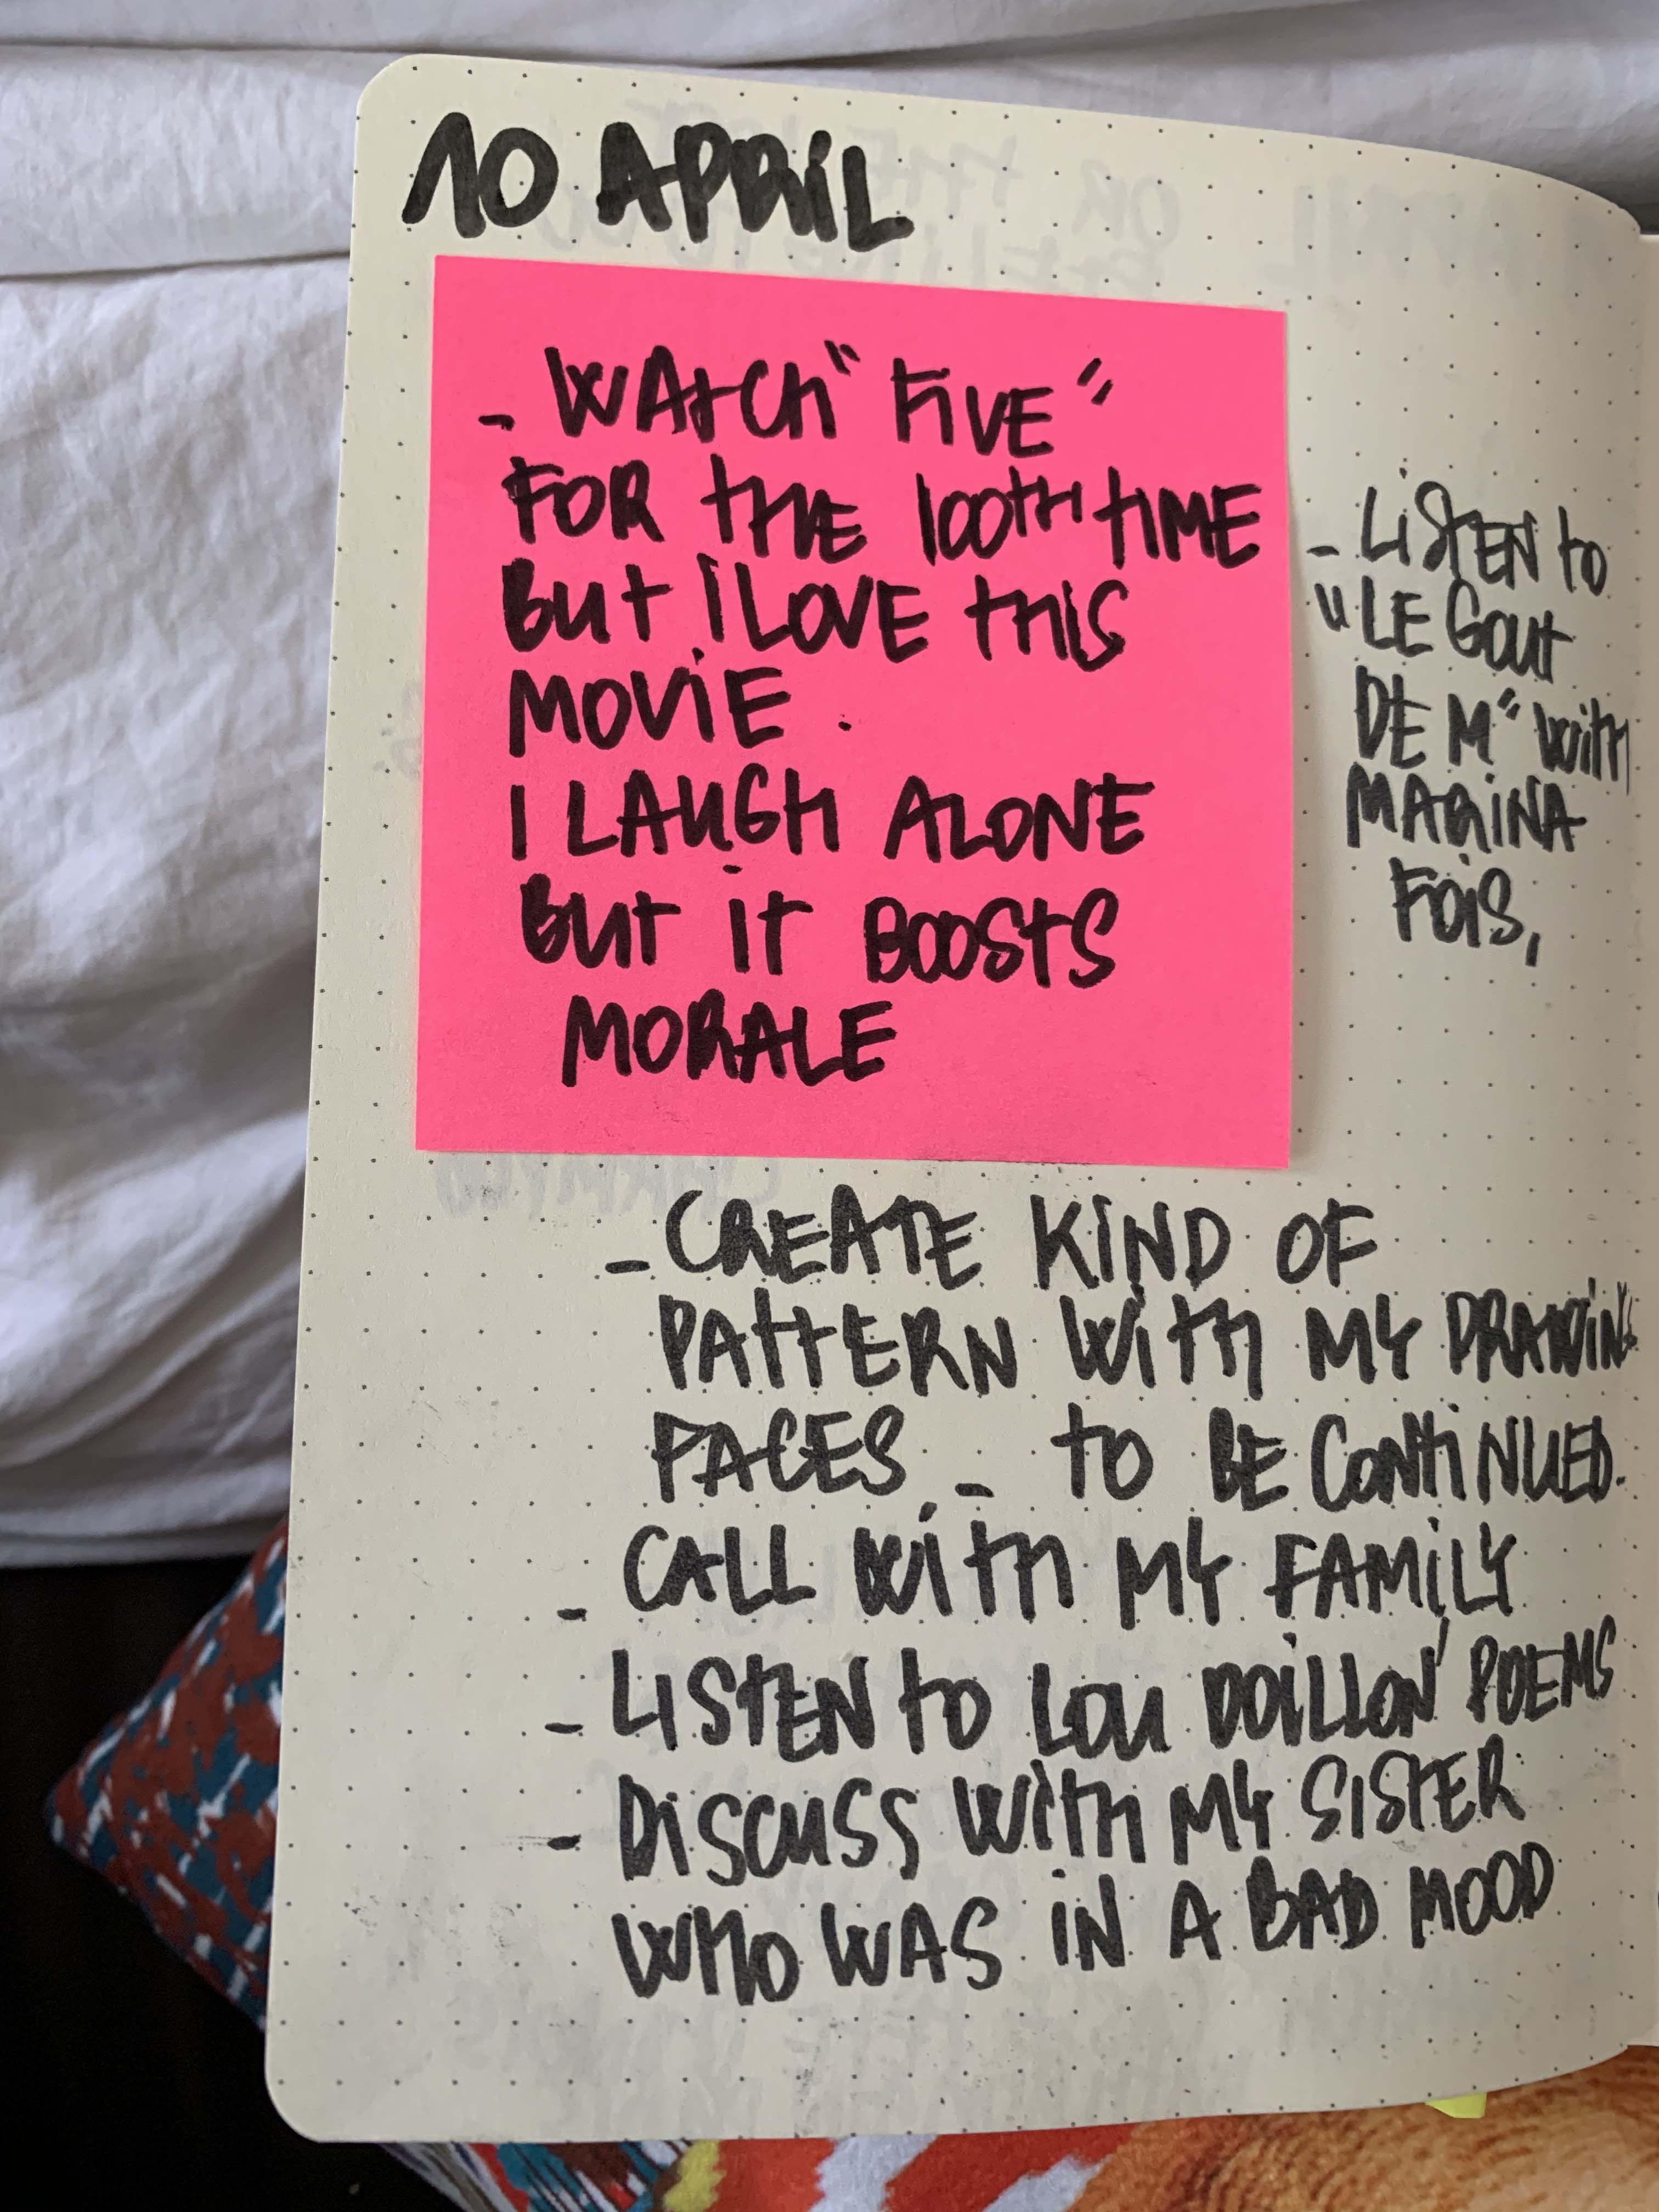 10 APRiL
- WAtCH "FiVE"
FOR tHE 100tH tIME
BUt I LOVE tHiS
MOViE.
I LAUGH ALONE
BUT iT BOOStS
MORALE
- LiStEN tO
"LE GOUt
DE M" WitH
MARiNA
FOiS,
- CREATE KiND OF
PAttERN WitH MY DRAWiNG
FACES - tO BE CONtiNUED.
- CALL WitH MY FAMiLY
- LiStEN tO LOU DOiLLON' POEMS
- DiSCUSS WitH MY SiStER
WHO WAS IN A BAD MOOD